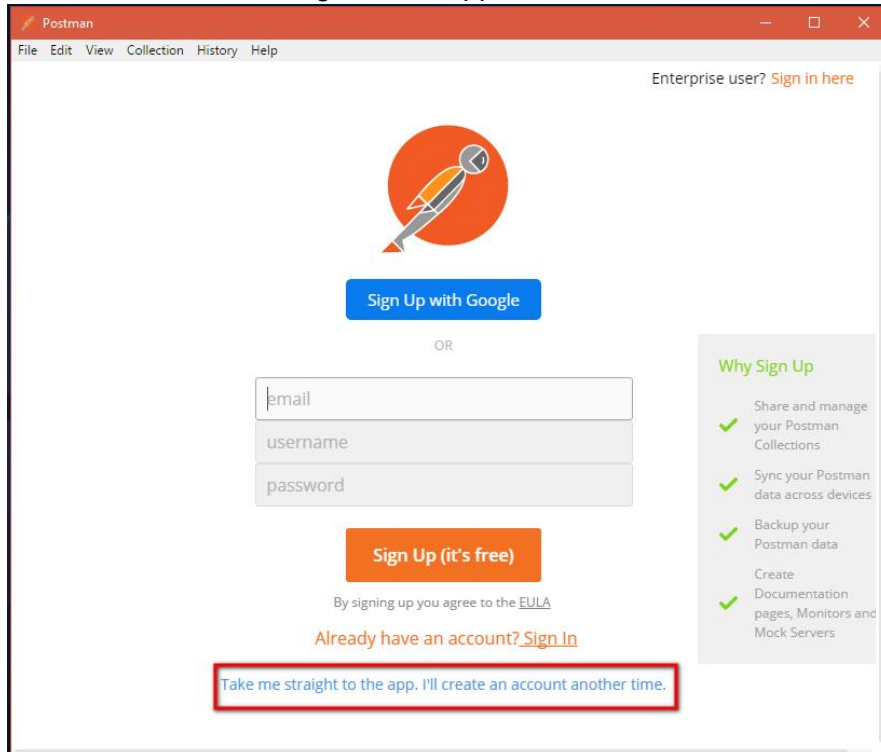 Postman
File Edit View Collection History Help
Enterprise user? Sign in here
Sign Up with Google
OR
email
username
password
Sign Up (it's free)
By signing up you agree to the EULA
Already have an account? Sign In
Take me straight to the app. I'll create an account another time.
Why Sign Up
Share and manage
your Postman
Collections
Sync your Postman
data across devices
Backup your
Postman data
Create
Documentation
pages, Monitors and
Mock Servers